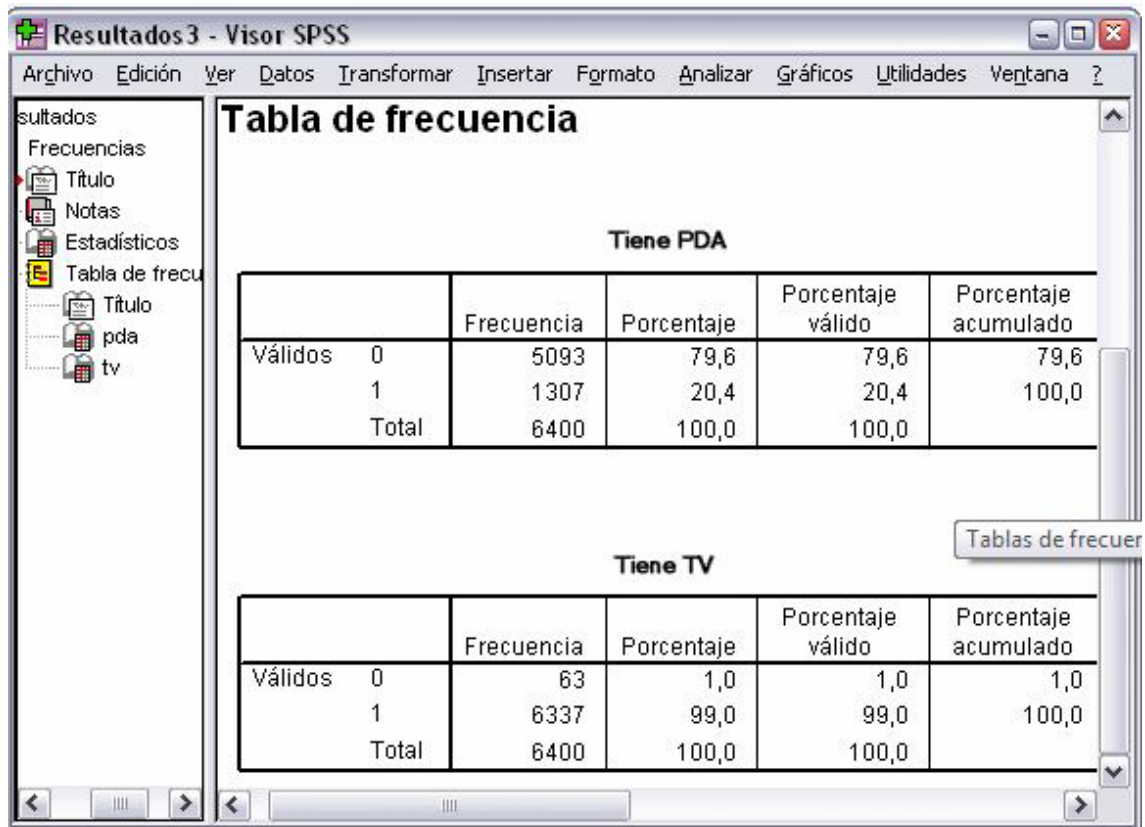 Resultados3 - Visor SPSS
Archivo Edición Ver Datos Transformar Insertar Formato Analizar Gráficos Utilidades Ventana ?
sultados
Frecuencias
Título
Notas
Estadísticos
Tabla de frecu
Título
pda
tv
Tabla de frecuencia
Tiene PDA
Frecuencia Porcentaje Porcentaje válido Porcentaje acumulado
Válidos 0 5093 79,6 79,6 79,6
1 1307 20,4 20,4 100,0
Total 6400 100,0 100,0
Tablas de frecuen
Tiene TV
Frecuencia Porcentaje Porcentaje válido Porcentaje acumulado
Válidos 0 63 1,0 1,0 1,0
1 6337 99,0 99,0 100,0
Total 6400 100,0 100,0